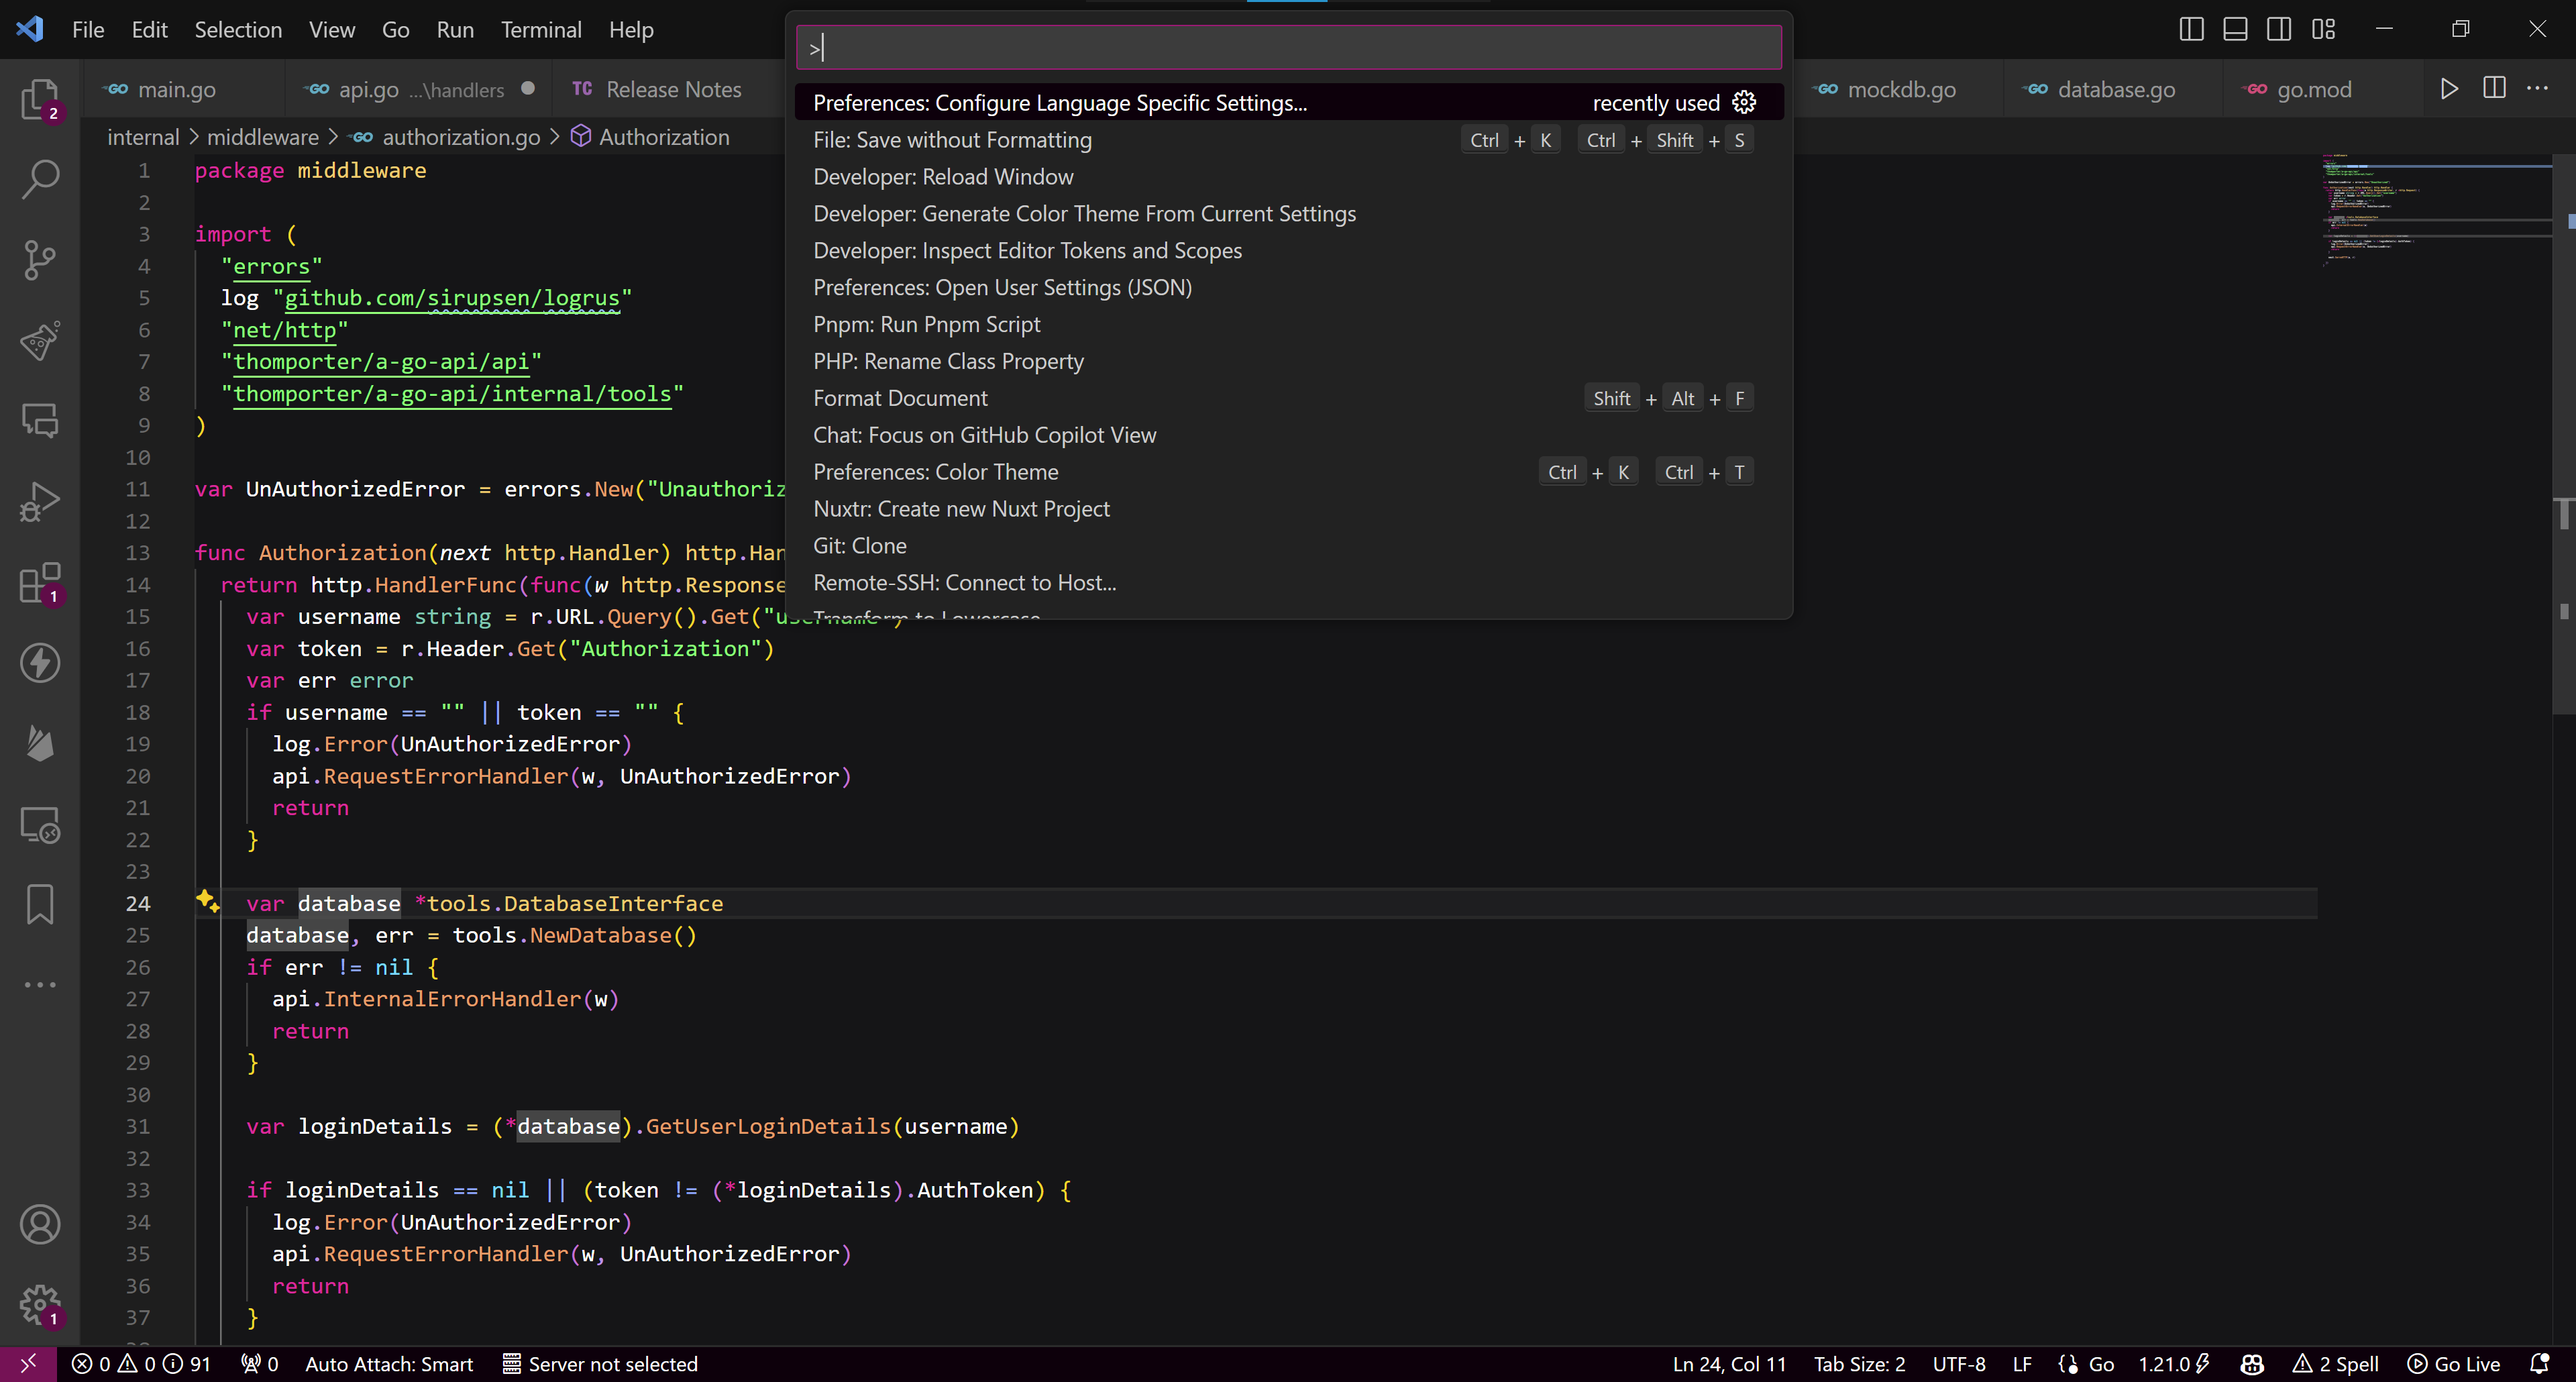 File Edit Selection View Go Run Terminal Help
>
main.go
api.go ...\handlers
TC Release Notes
mockdb.go
database.go
go.mod
internal > middleware > authorization.go > Authorization
Preferences: Configure Language Specific Settings... recently used
File: Save without Formatting Ctrl + K Ctrl + Shift + S
Developer: Reload Window
Developer: Generate Color Theme From Current Settings
Developer: Inspect Editor Tokens and Scopes
Preferences: Open User Settings (JSON)
Pnpm: Run Pnpm Script
PHP: Rename Class Property
Format Document Shift + Alt + F
Chat: Focus on GitHub Copilot View
Preferences: Color Theme Ctrl + K Ctrl + T
Nuxtr: Create new Nuxt Project
Git: Clone
Remote-SSH: Connect to Host...
Transform to Lowercase
1 package middleware
2
3 import (
4 "errors"
5 log "github.com/sirupsen/logrus"
6 "net/http"
7 "thomporter/a-go-api/api"
8 "thomporter/a-go-api/internal/tools"
9 )
10
11 var UnAuthorizedError = errors.New("Unauthoriz
12
13 func Authorization(next http.Handler) http.Han
14 return http.HandlerFunc(func(w http.Response
15 var username string = r.URL.Query().Get("username")
16 var token = r.Header.Get("Authorization")
17 var err error
18 if username == "" || token == "" {
19 log.Error(UnAuthorizedError)
20 api.RequestErrorHandler(w, UnAuthorizedError)
21 return
22 }
23
24 var database *tools.DatabaseInterface
25 database, err = tools.NewDatabase()
26 if err != nil {
27 api.InternalErrorHandler(w)
28 return
29 }
30
31 var loginDetails = (*database).GetUserLoginDetails(username)
32
33 if loginDetails == nil || (token != (*loginDetails).AuthToken) {
34 log.Error(UnAuthorizedError)
35 api.RequestErrorHandler(w, UnAuthorizedError)
36 return
37 }
2
1
1
0 0 91 0 Auto Attach: Smart Server not selected Ln 24, Col 11 Tab Size: 2 UTF-8 LF Go 1.21.0 2 Spell Go Live